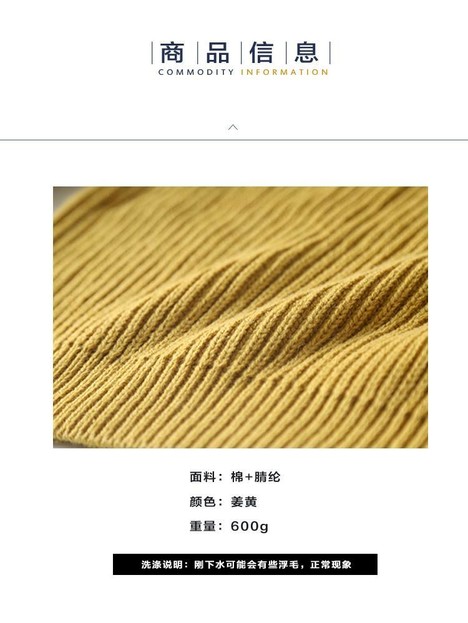 商品信息
COMMODITY INFORMATION
面料：棉+腈纶
颜色：姜黄
重量：600g
洗涤说明：刚下水可能会有些浮毛，正常现象